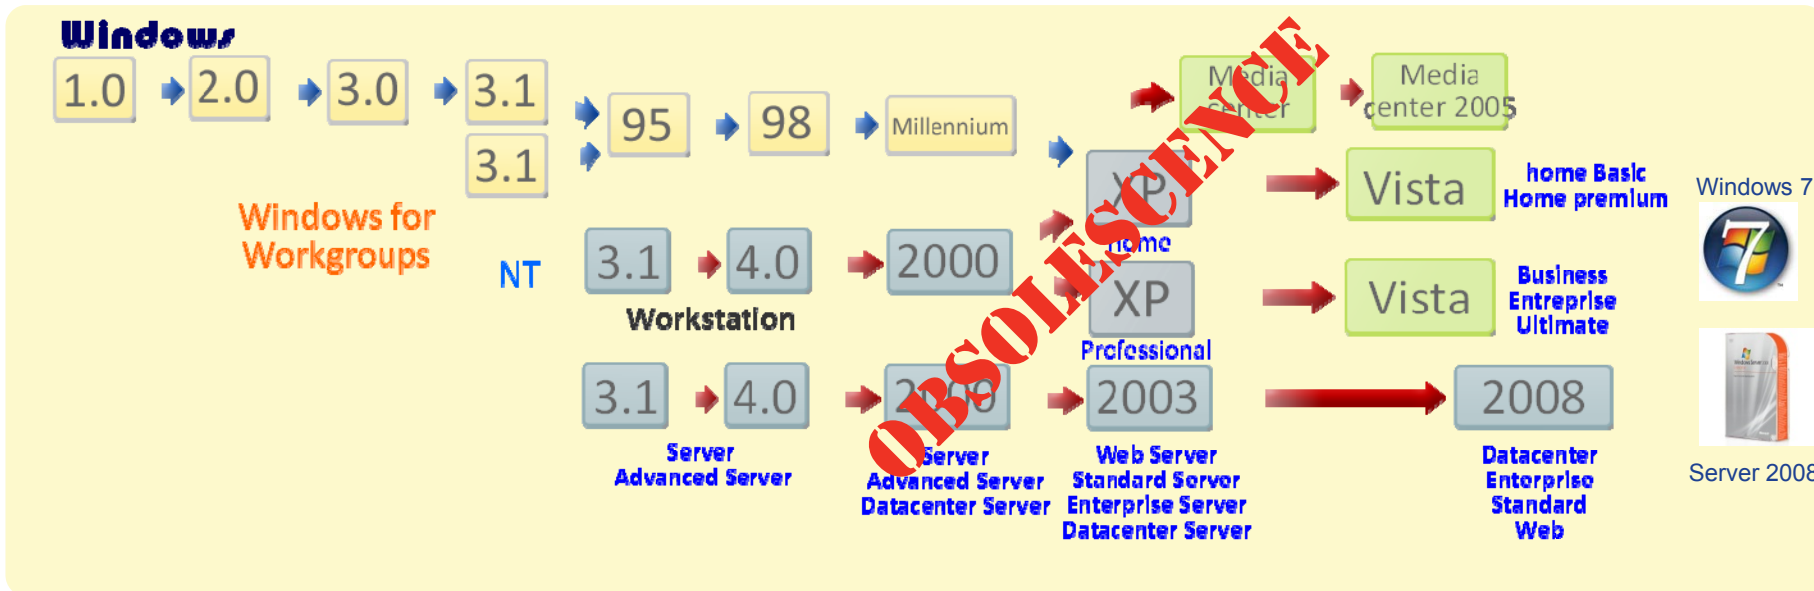 Windows
1.0
2.0
3.0
3.1
3.1
95
98
Millennium
Media
center
Media
center 2005
Windows for
Workgroups
NT
3.1
4.0
2000
Workstation
XP
home
XP
Professional
Vista
home Basic
Home premium
Vista
Business
Entreprise
Ultimate
3.1
4.0
Server
Advanced Server
2000
Server
Advanced Server
Datacenter Server
2003
Web Server
Standard Server
Enterprise Server
Datacenter Server
2008
Datacenter
Enterprise
Standard
Web
OBSOLESCENCE
Windows 7
7
Server 2008